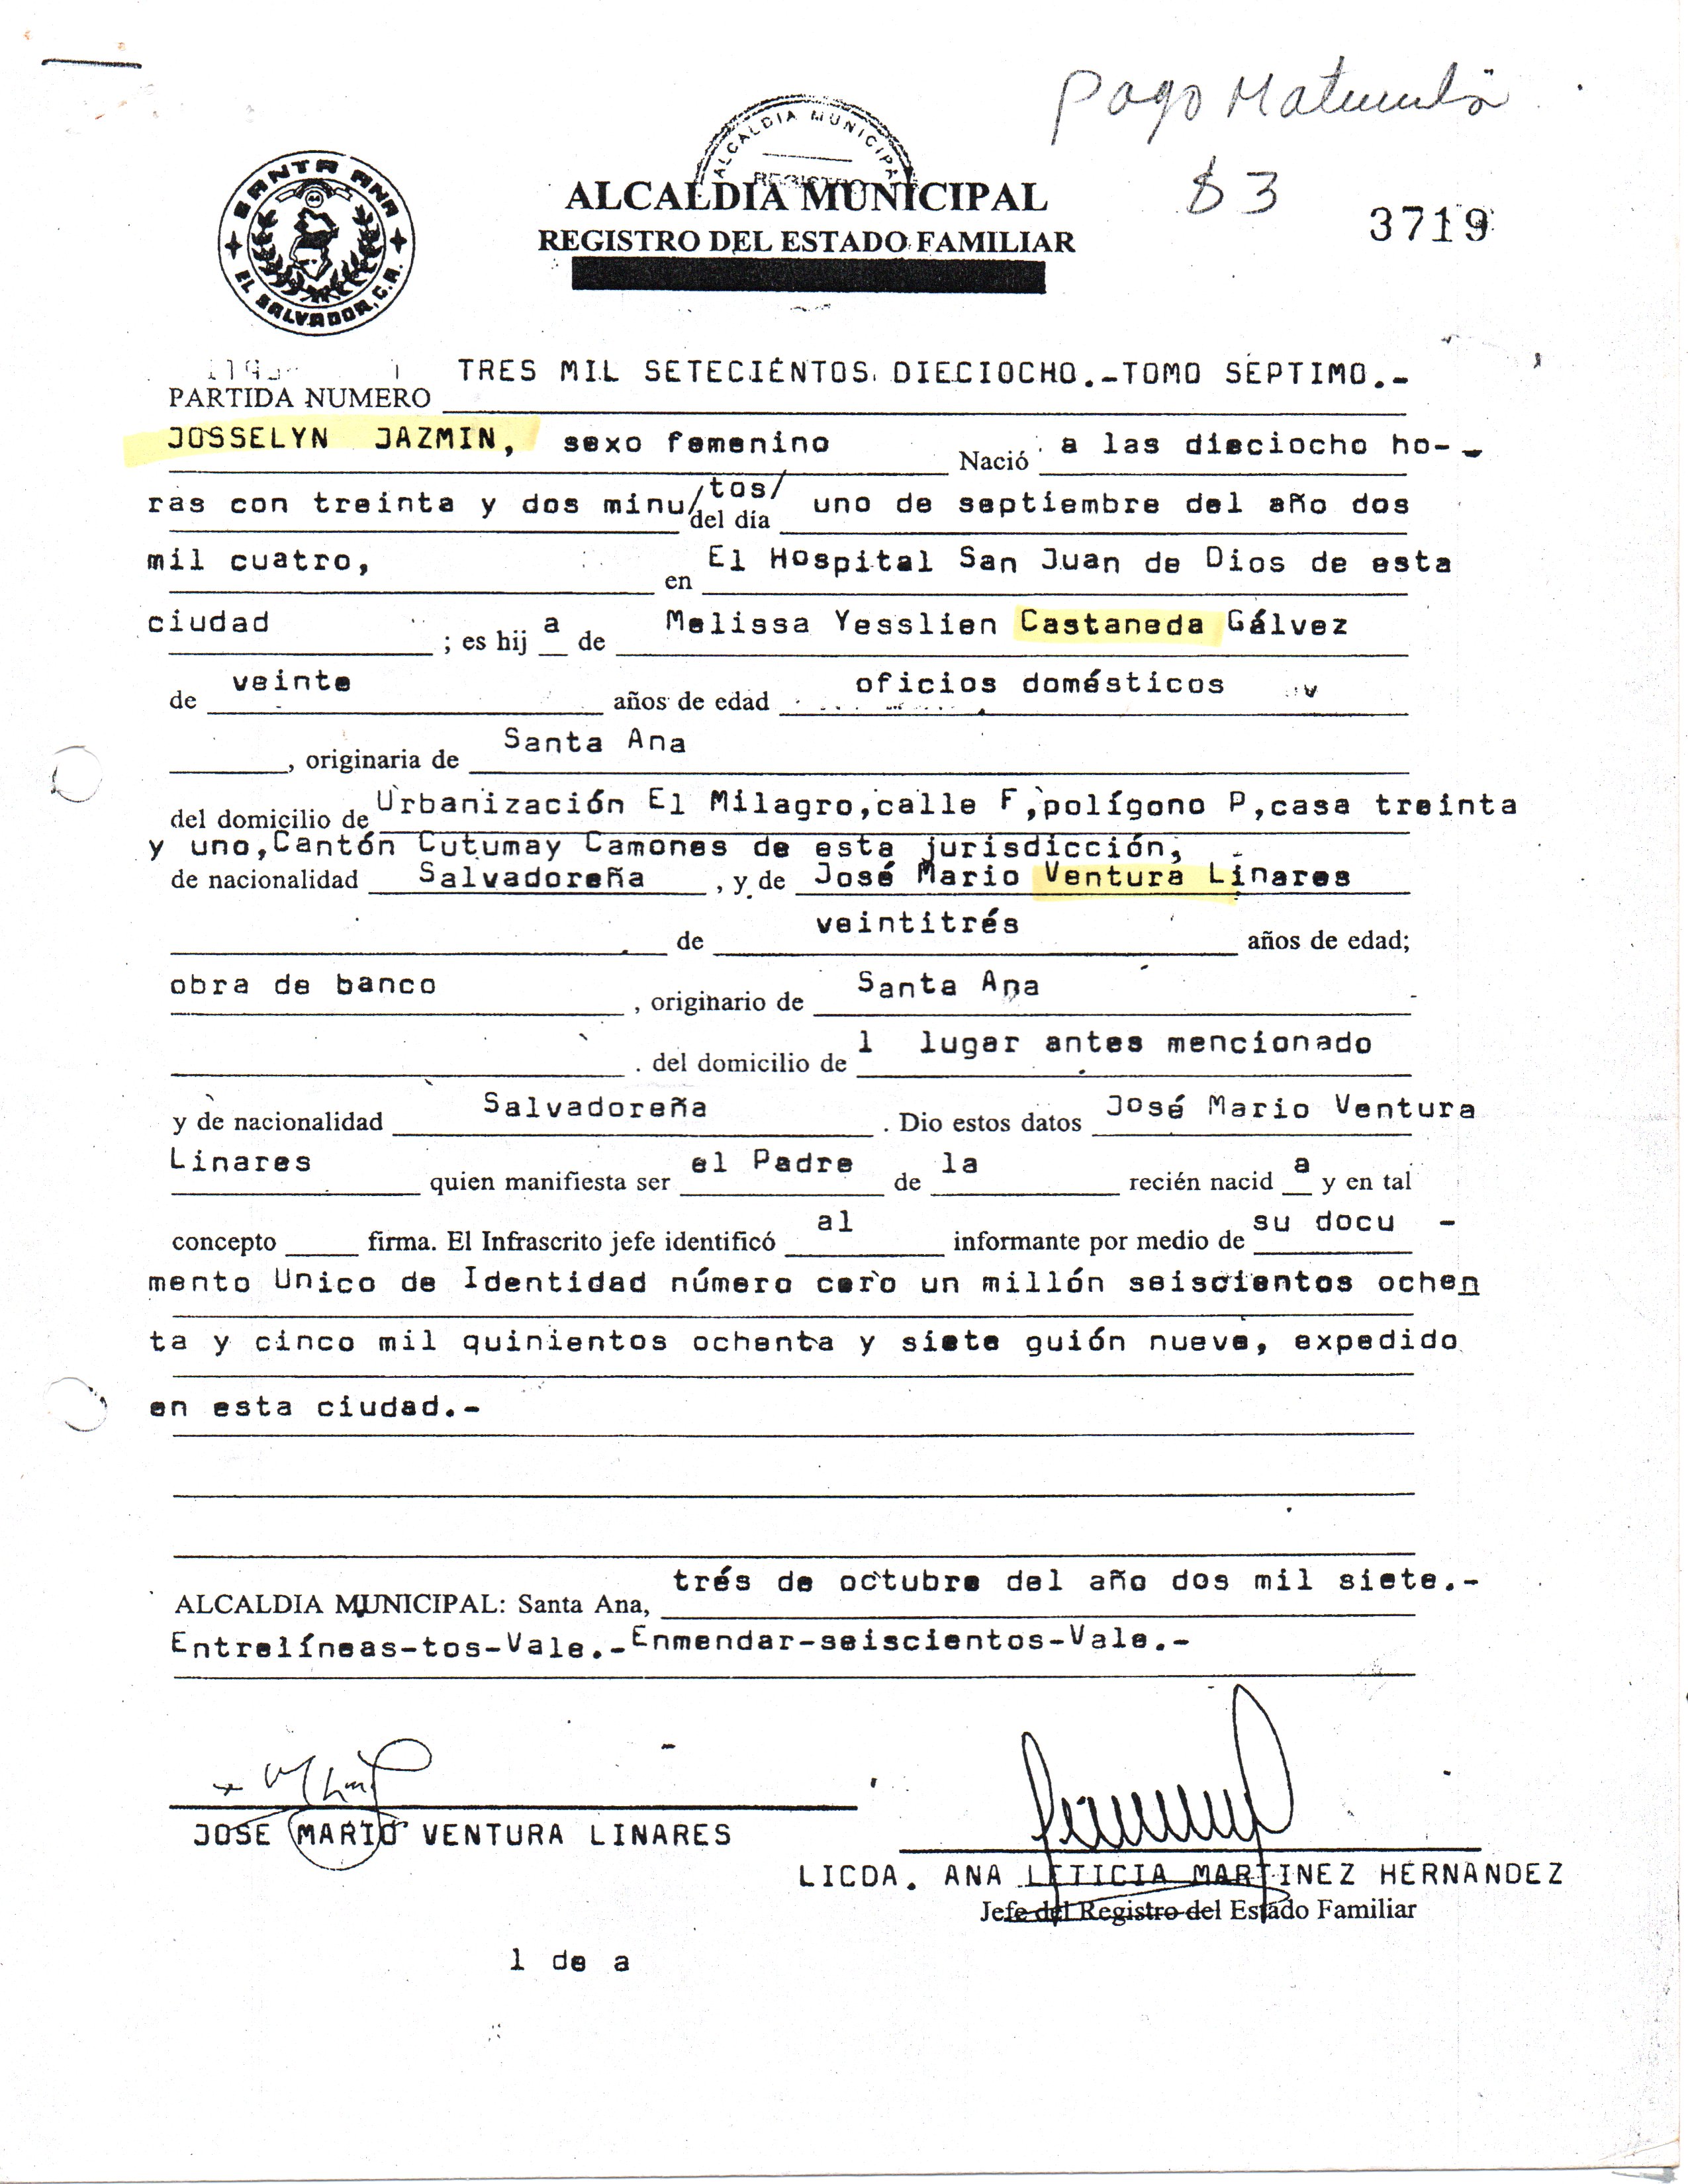 Pago Matricula
$3
ALCALDIA MUNICIPAL
REGISTRO
SANTA ANA
EL SALVADOR, C.A.
ALCALDIA MUNICIPAL
REGISTRO DEL ESTADO FAMILIAR
3719
PARTIDA NUMERO TRES MIL SETECIÉNTOS DIECIOCHO.-TOMO SEPTIMO.-
JOSSELYN JAZMIN, sexo femenino Nació a las dieciocho ho-
ras con treinta y dos minu/tos/ del día uno de septiembre del año dos
mil cuatro, en El Hospital San Juan de Dios de esta
ciudad ; es hij a de Melissa Yesslien Castaneda Gálvez
de veinte años de edad oficios domésticos
, originaria de Santa Ana
del domicilio de Urbanización El Milagro,calle F,polígono P,casa treinta
y uno,Cantón Cutumay Camones de esta jurisdicción,
de nacionalidad Salvadoreña , y de José Mario Ventura Linares
de veintitrés años de edad;
obra de banco , originario de Santa Ana
. del domicilio de l lugar antes mencionado
y de nacionalidad Salvadoreña . Dio estos datos José Mario Ventura
Linares quien manifiesta ser el Padre de la recién nacid a y en tal
concepto firma. El Infrascrito jefe identificó al informante por medio de su docu -
mento Unico de Identidad número cero un millón seiscientos ochen
ta y cinco mil quinientos ochenta y siete guión nueve, expedido
en esta ciudad.-
ALCALDIA MUNICIPAL: Santa Ana, trés de octubre del año dos mil siete.-
Entrelíneas-tos-Vale.-Enmendar-seiscientos-Vale.-
JOSE MARIO VENTURA LINARES
LICDA. ANA LETICIA MARTINEZ HERNANDEZ
Jefe del Registro del Estado Familiar
1 de a